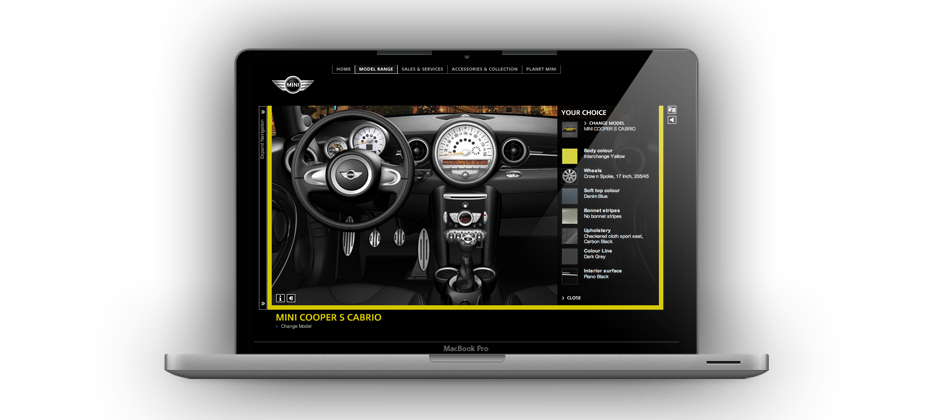 HOME
MODEL RANGE
SALES & SERVICES
ACCESSORIES & COLLECTION
PLANET MINI
MINI
Expand Navigation
YOUR CHOICE
CHANGE MODEL
MINI COOPER S CABRIO
Body colour
Interchange Yellow
Wheels
Crown Spoke, 17 inch, 205/45
Soft top colour
Denim Blue
Bonnet stripes
No bonnet stripes
Upholstery
Checkered cloth sport seat,
Carbon Black
Colour Line
Dark Grey
Interior surface
Piano Black
CLOSE
MINI COOPER S CABRIO
Change Model
MacBook Pro